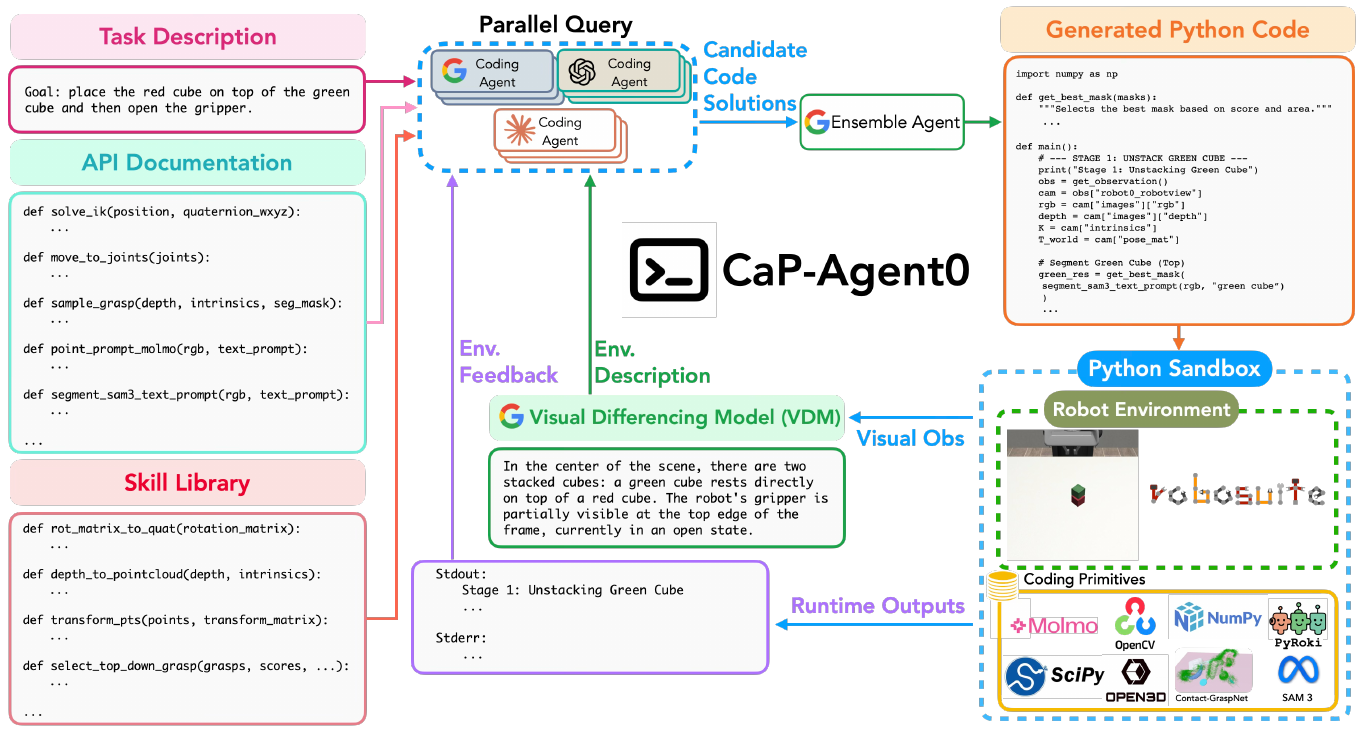 Task Description
Goal: place the red cube on top of the green
cube and then open the gripper.
API Documentation
def solve_ik(position, quaternion_wxyz):
...
def move_to_joints(joints):
...
def sample_grasp(depth, intrinsics, seg_mask):
...
def point_prompt_molmo(rgb, text_prompt):
...
def segment_sam3_text_prompt(rgb, text_prompt):
...
...
Skill Library
def rot_matrix_to_quat(rotation_matrix):
...
def depth_to_pointcloud(depth, intrinsics):
...
def transform_pts(points, transform_matrix):
...
def select_top_down_grasp(grasps, scores, ...):
...
...
Parallel Query
Coding
Agent
Coding
Agent
Coding
Agent
Candidate
Code
Solutions
Ensemble Agent
CaP-Agent0
Env.
Feedback
Env.
Description
Visual Differencing Model (VDM)
In the center of the scene, there are two
stacked cubes: a green cube rests directly
on top of a red cube. The robot's gripper is
partially visible at the top edge of the
frame, currently in an open state.
Visual Obs
Stdout:
Stage 1: Unstacking Green Cube
...
Stderr:
...
Runtime Outputs
Generated Python Code
import numpy as np
def get_best_mask(masks):
"""Selects the best mask based on score and area."""
...
def main():
# --- STAGE 1: UNSTACK GREEN CUBE ---
print("Stage 1: Unstacking Green Cube")
obs = get_observation()
cam = obs["robot0_robotview"]
rgb = cam["images"]["rgb"]
depth = cam["images"]["depth"]
K = cam["intrinsics"]
T_world = cam["pose_mat"]
# Segment Green Cube (Top)
green_res = get_best_mask(
segment_sam3_text_prompt(rgb, "green cube")
)
...
Python Sandbox
Robot Environment
robosuite
Coding Primitives
Molmo
OpenCV
NumPy
PyRoki
SciPy
OPEN3D
Contact-GraspNet
SAM 3